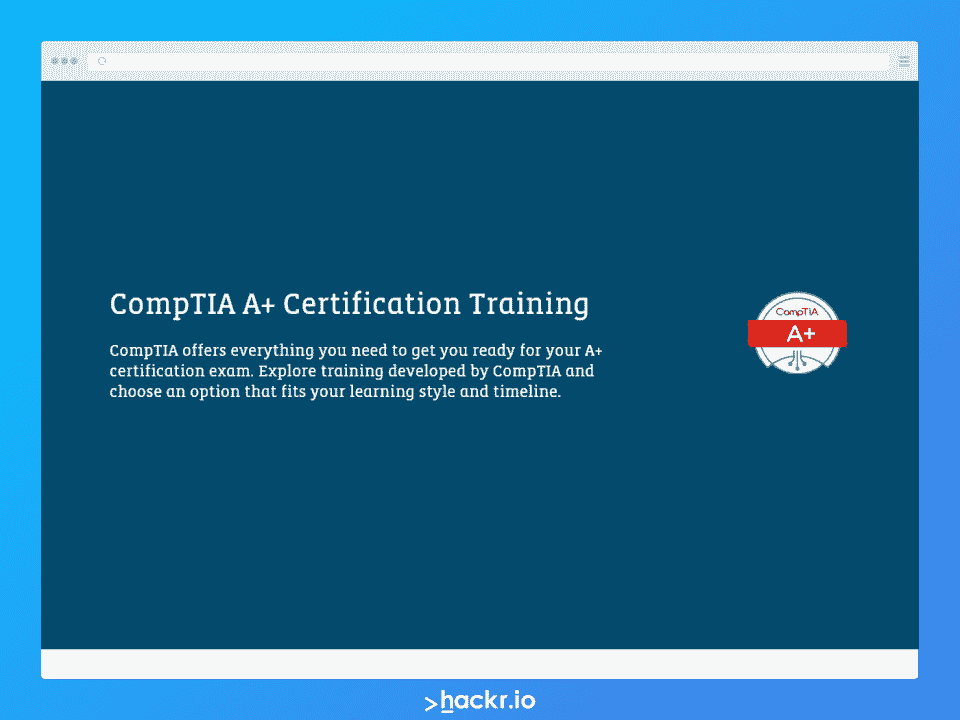 CompTIA A+ Certification Training
CompTIA offers everything you need to get you ready for your A+
certification exam. Explore training developed by CompTIA and
choose an option that fits your learning style and timeline.
CompTIA
A+
>hackr.io